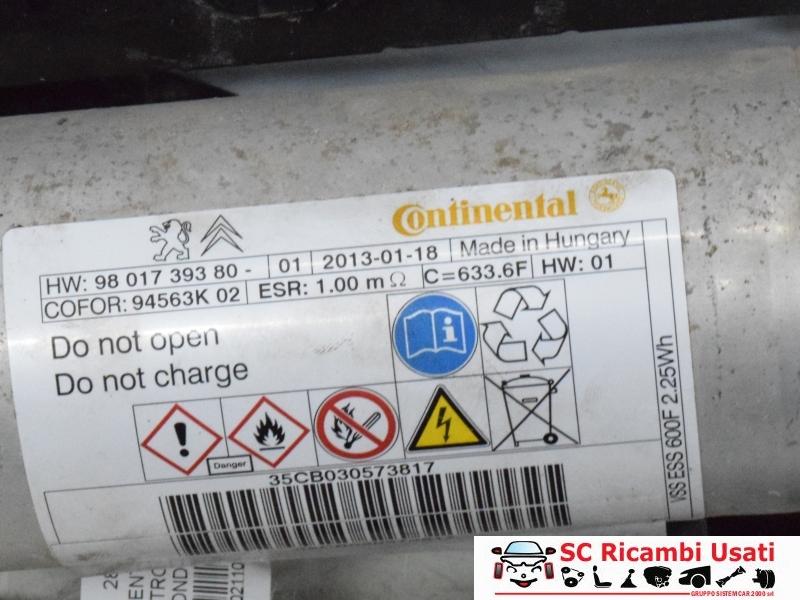 Continental
HW: 98 017 393 80 - 01 2013-01-18 Made in Hungary
COFOR: 94563K 02 ESR: 1.00 m Ω C=633.6F HW: 01
Do not open
Do not charge
Danger
35CB030573817
VSS ESS 600F 2.25Wh
SC Ricambi Usati
GRUPPO SISTEMCAR 2000 srl